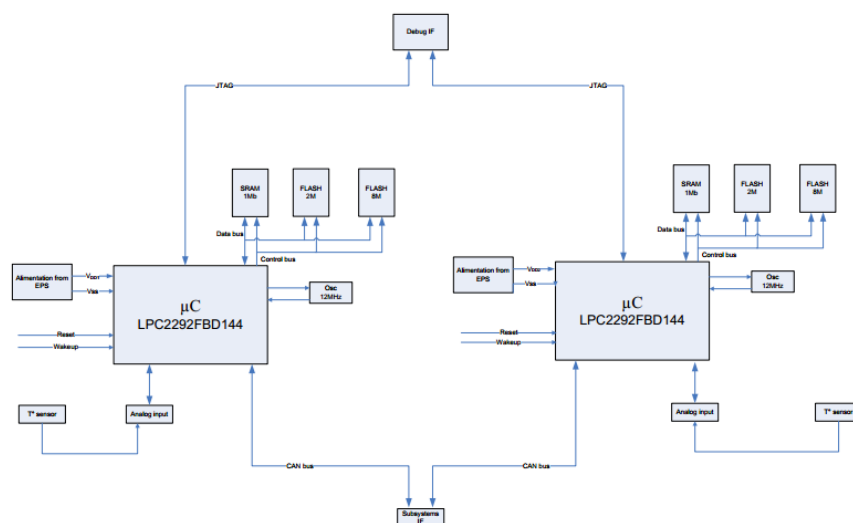 Debug IF
JTAG
JTAG
SRAM
1Mb
FLASH
2M
FLASH
8M
SRAM
1Mb
FLASH
2M
FLASH
8M
Data bus
Control bus
Data bus
Control bus
Alimentation from
EPS
Vss
µC
LPC2292FBD144
Osc
12MHz
Reset
Wakeup
Alimentation from
EPS
Vss
µC
LPC2292FBD144
Osc
12MHz
Reset
Wakeup
T° sensor
Analog input
Analog input
T° sensor
CAN bus
CAN bus
Subsystems
IF